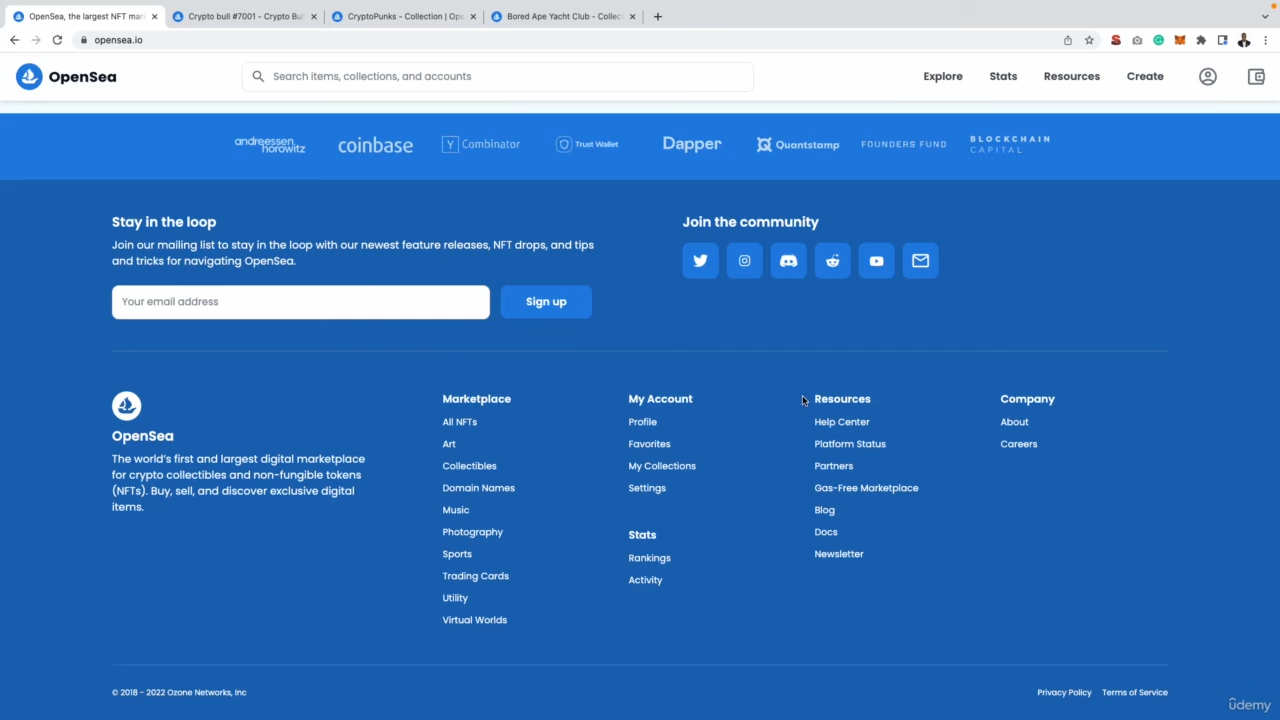 OpenSea, the largest NFT mar
Crypto bull #7001 - Crypto Bu
CryptoPunks - Collection | Ope
Bored Ape Yacht Club - Collec
opensea.io
OpenSea
Search items, collections, and accounts
Explore
Stats
Resources
Create
andreessen. horowitz
coinbase
Y Combinator
Trust Wallet
Dapper
Quantstamp
FOUNDERS FUND
BLOCKCHAIN
CAPITAL
Stay in the loop
Join our mailing list to stay in the loop with our newest feature releases, NFT drops, and tips
and tricks for navigating OpenSea.
Your email address
Sign up
Join the community
OpenSea
The world's first and largest digital marketplace
for crypto collectibles and non-fungible tokens
(NFTs). Buy, sell, and discover exclusive digital
items.
Marketplace
All NFTs
Art
Collectibles
Domain Names
Music
Photography
Sports
Trading Cards
Utility
Virtual Worlds
My Account
Profile
Favorites
My Collections
Settings
Stats
Rankings
Activity
Resources
Help Center
Platform Status
Partners
Gas-Free Marketplace
Blog
Docs
Newsletter
Company
About
Careers
© 2018 - 2022 Ozone Networks, Inc
Privacy Policy
Terms of Service
ûdemy